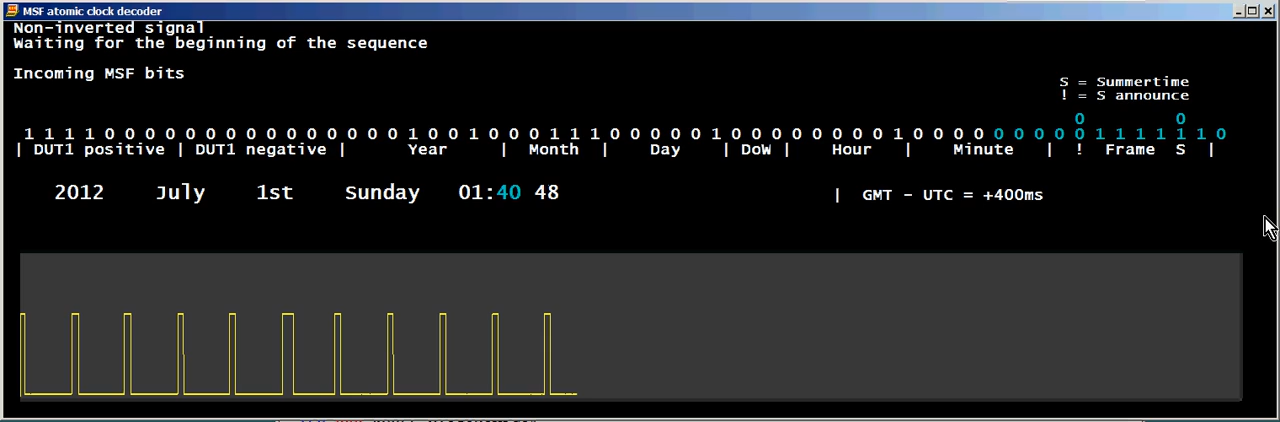 MSF atomic clock decoder
Non-inverted signal
Waiting for the beginning of the sequence
Incoming MSF bits
S = Summertime
! = S announce
0 0
1 1 1 1 0 0 0 0 0 0 0 0 0 0 0 0 0 0 0 1 0 0 1 0 0 0 1 1 1 0 0 0 0 0 1 0 0 0 0 0 0 0 0 1 0 0 0 0 0 0 0 0 0 1 1 1 1 1 1 0
| DUT1 positive | DUT1 negative | Year | Month | Day | DoW | Hour | Minute | ! Frame S |
2012 July 1st Sunday 01:40 48 | GMT - UTC = +400ms